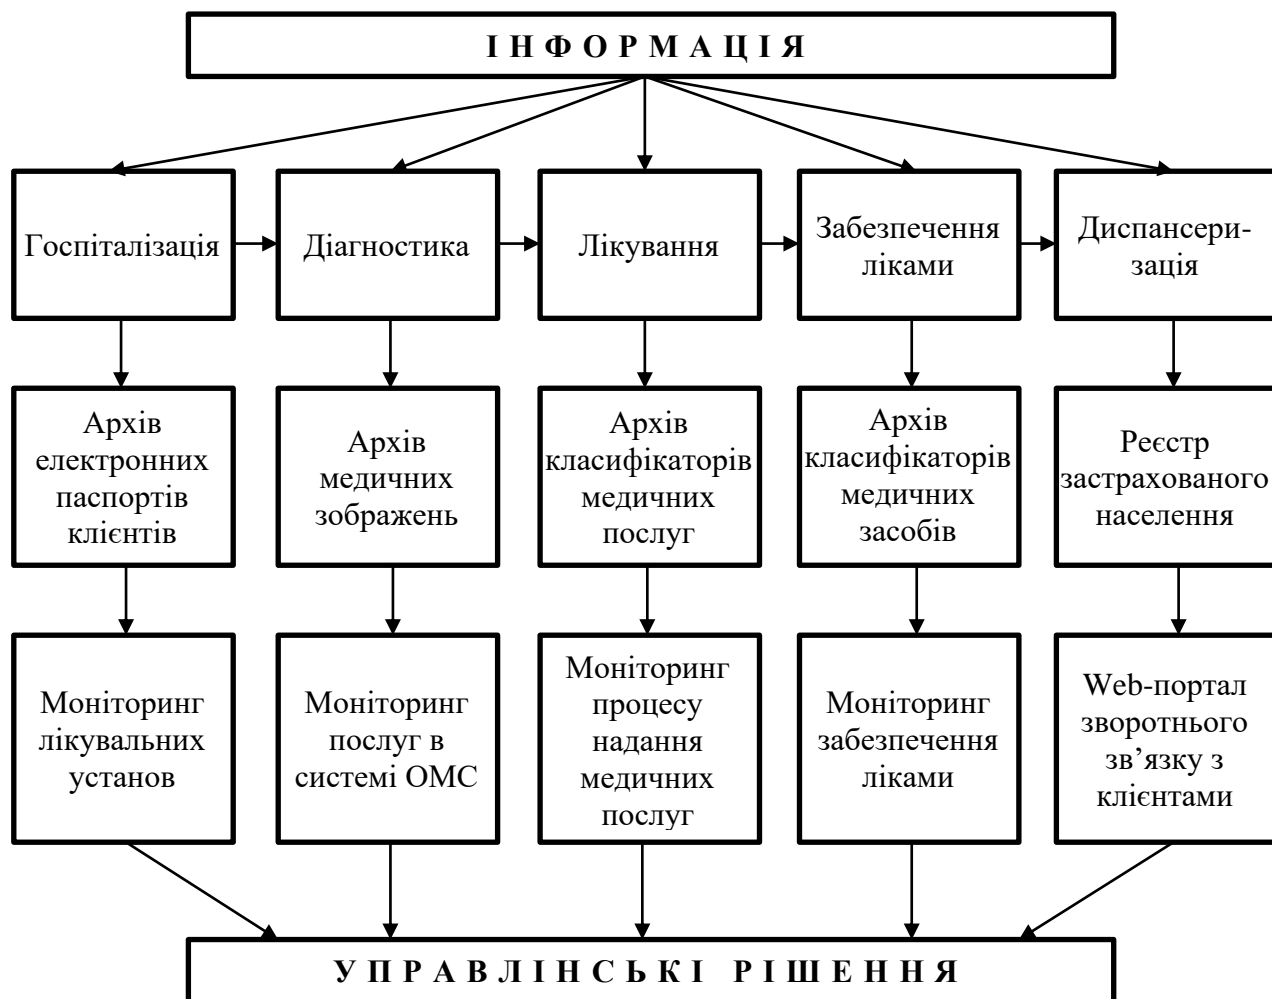 І Н Ф О Р М А Ц І Я
Госпіталізація
Діагностика
Лікування
Забезпечення
ліками
Диспансери-
зація
Архів
електронних
паспортів
клієнтів
Архів
медичних
зображень
Архів
класифікаторів
медичних
послуг
Архів
класифікаторів
медичних
засобів
Реєстр
застрахованого
населення
Моніторинг
лікувальних
установ
Моніторинг
послуг в
системі ОМС
Моніторинг
процесу
надання
медичних
послуг
Моніторинг
забезпечення
ліками
Web-портал
зворотнього
зв’язку з
клієнтами
У П Р А В Л І Н С Ь К І Р І Ш Е Н Н Я